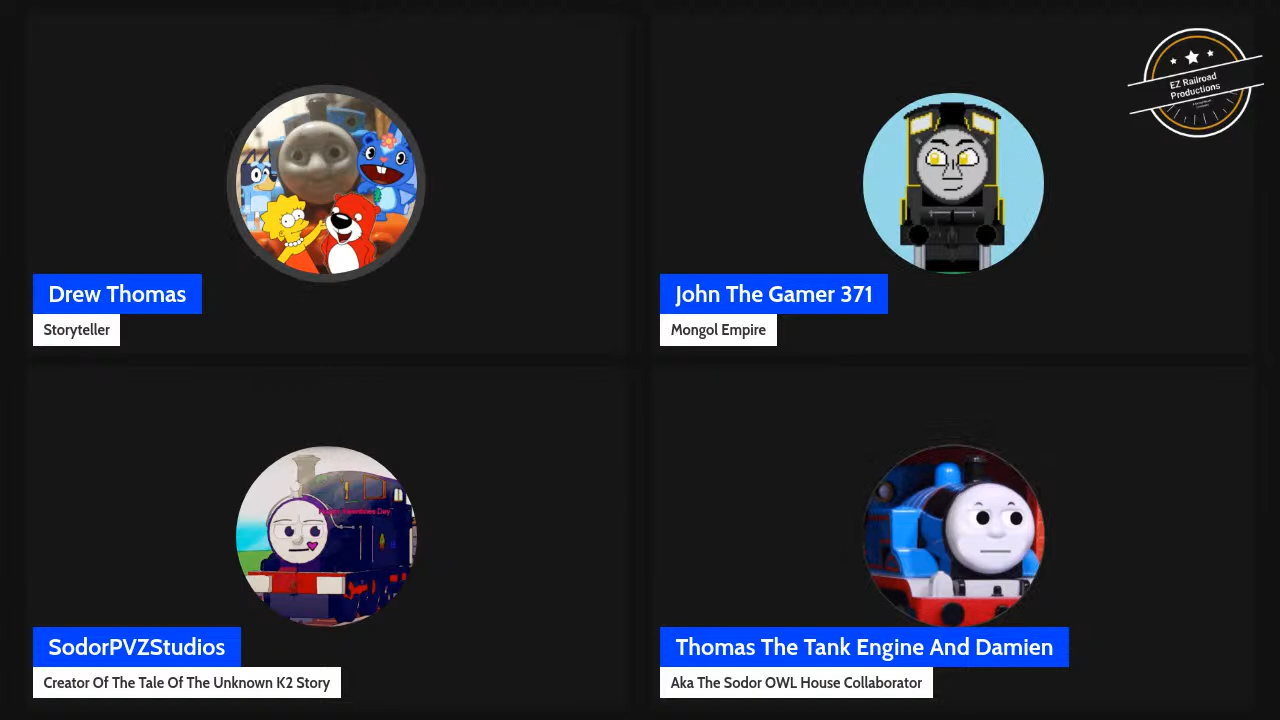 EZ Railroad
Productions
Drew Thomas
Storyteller
John The Gamer 371
Mongol Empire
SodorPVZStudios
Creator Of The Tale Of The Unknown K2 Story
Thomas The Tank Engine And Damien
Aka The Sodor OWL House Collaborator